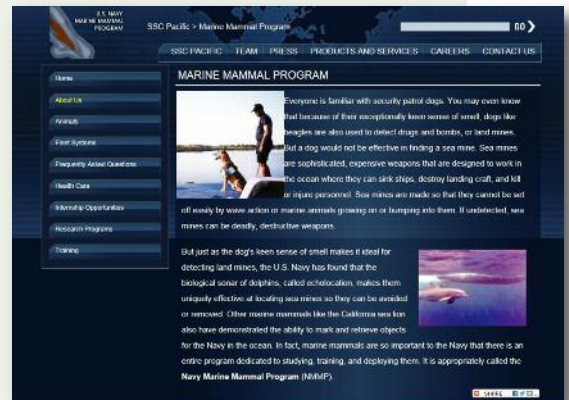 U.S. NAVY
MARINE MAMMAL
PROGRAM
SSC Pacific > Marine Mammal Program
GO
SSC PACIFIC TEAM PRESS PRODUCTS AND SERVICES CAREERS CONTACT US
Home
About Us
Animals
Fleet Systems
Frequently Asked Questions
Health Care
Internship Opportunities
Research Programs
Training
MARINE MAMMAL PROGRAM
Everyone is familiar with security patrol dogs. You may even know
that because of their exceptionally keen sense of smell, dogs like
beagles are also used to detect drugs and bombs, or land mines.
But a dog would not be effective in finding a sea mine. Sea mines
are sophisticated, expensive weapons that are designed to work in
the ocean where they can sink ships, destroy landing craft, and kill
or injure personnel. Sea mines are made so that they cannot be set
off easily by wave action or marine animals growing on or bumping into them. If undetected, sea
mines can be deadly, destructive weapons.
But just as the dog's keen sense of smell makes it ideal for
detecting land mines, the U.S. Navy has found that the
biological sonar of dolphins, called echolocation, makes them
uniquely effective at locating sea mines so they can be avoided
or removed. Other marine mammals like the California sea lion
also have demonstrated the ability to mark and retrieve objects
for the Navy in the ocean. In fact, marine mammals are so important to the Navy that there is an
entire program dedicated to studying, training, and deploying them. It is appropriately called the
Navy Marine Mammal Program (NMMP).
SHARE